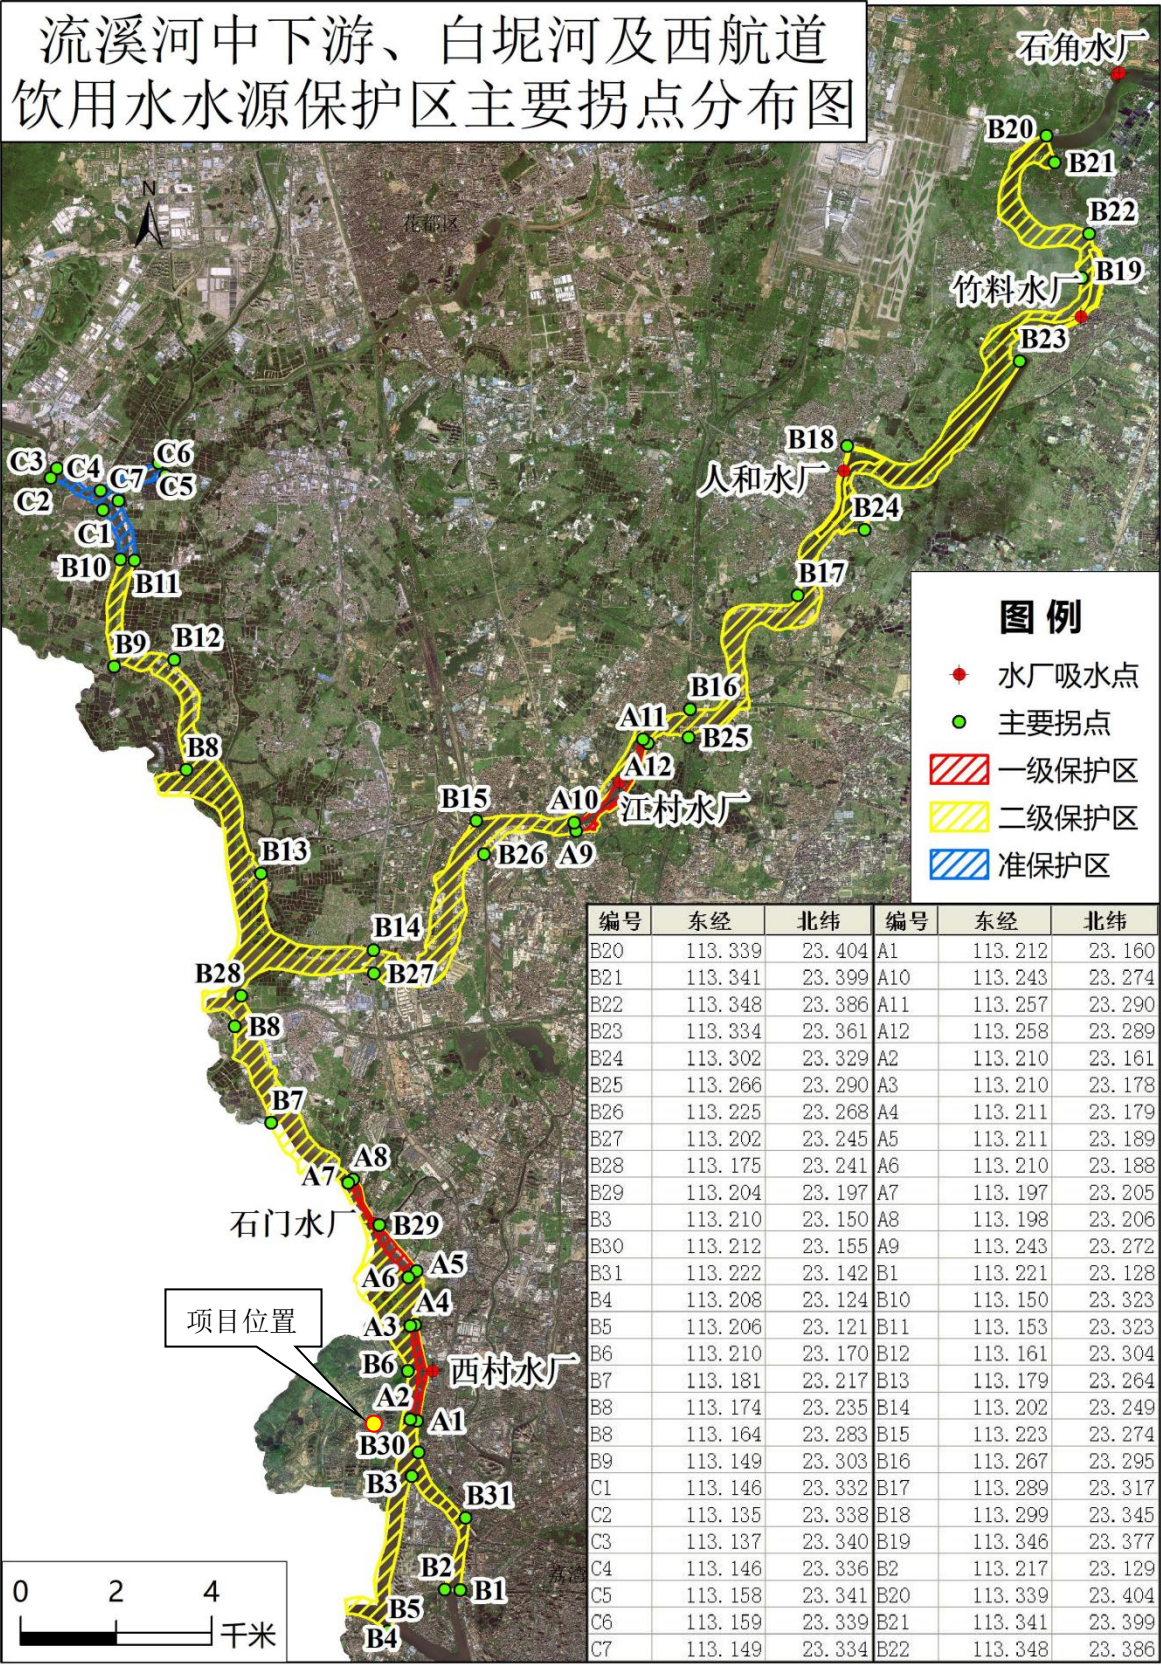 流溪河中下游、白坭河及西航道
饮用水水源保护区主要拐点分布图
石角水厂
B20
B21
N
花都区
B22
B19
竹料水厂
B23
B18
C3
C4
C6
C7
C5
人和水厂
C2
B24
C1
B10
B11
B17
B9
B12
B16
A11
B25
B8
A12
江村水厂
B15
A10
A9
B26
B13
B14
B27
B28
B8
B7
A8
A7
石门水厂
B29
A5
A6
A4
A3
项目位置
B6
西村水厂
A2
A1
B30
B3
B31
B2
B1
B5
B4
图例
水厂吸水点
主要拐点
一级保护区
二级保护区
准保护区
编号 东经 北纬 编号 东经 北纬
B20 113.339 23.404 A1 113.212 23.160
B21 113.341 23.399 A10 113.243 23.274
B22 113.348 23.386 A11 113.257 23.290
B23 113.334 23.361 A12 113.258 23.289
B24 113.302 23.329 A2 113.210 23.161
B25 113.266 23.290 A3 113.210 23.178
B26 113.225 23.268 A4 113.211 23.179
B27 113.202 23.245 A5 113.211 23.189
B28 113.175 23.241 A6 113.210 23.188
B29 113.204 23.197 A7 113.197 23.205
B3 113.210 23.150 A8 113.198 23.206
B30 113.212 23.155 A9 113.243 23.272
B31 113.222 23.142 B1 113.221 23.128
B4 113.208 23.124 B10 113.150 23.323
B5 113.206 23.121 B11 113.153 23.323
B6 113.210 23.170 B12 113.161 23.304
B7 113.181 23.217 B13 113.179 23.264
B8 113.174 23.235 B14 113.202 23.249
B8 113.164 23.283 B15 113.223 23.274
B9 113.149 23.303 B16 113.267 23.295
C1 113.146 23.332 B17 113.289 23.317
C2 113.135 23.338 B18 113.299 23.345
C3 113.137 23.340 B19 113.346 23.377
C4 113.146 23.336 B2 113.217 23.129
C5 113.158 23.341 B20 113.339 23.404
C6 113.159 23.339 B21 113.341 23.399
C7 113.149 23.334 B22 113.348 23.386
0 2 4
千米